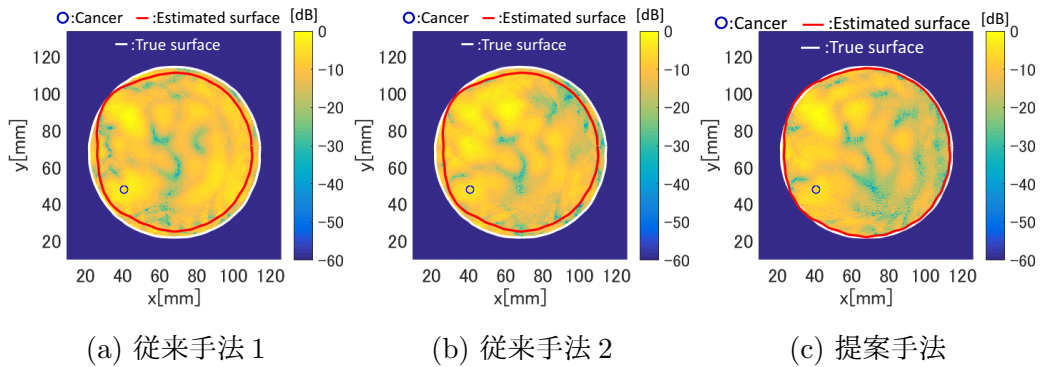 :Cancer :Estimated surface [dB]
:True surface
0
120
100
80
60
40
20
y[mm]
-10
-20
-30
-40
-50
-60
20 40 60 80 100 120
x[mm]
(a) 従来手法 1
:Cancer :Estimated surface [dB]
:True surface
0
120
100
80
60
40
20
y[mm]
-10
-20
-30
-40
-50
-60
20 40 60 80 100 120
x[mm]
(b) 従来手法 2
:Cancer :Estimated surface [dB]
:True surface
0
120
100
80
60
40
20
y[mm]
-10
-20
-30
-40
-50
-60
20 40 60 80 100 120
x[mm]
(c) 提案手法